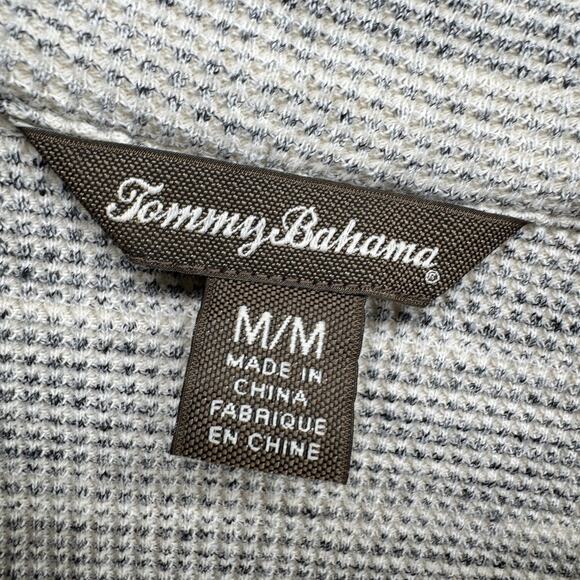 Tommy Bahama®
M/M
MADE IN
CHINA
FABRIQUE
EN CHINE